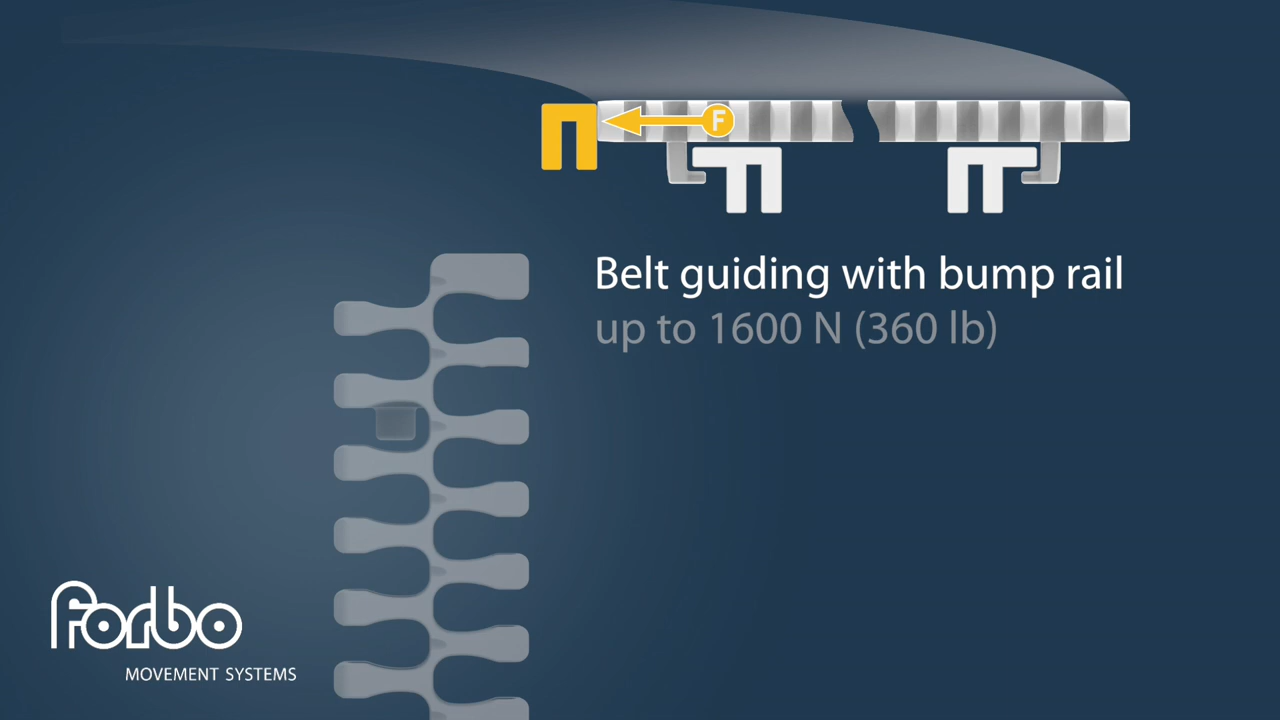 F
Belt guiding with bump rail
up to 1600 N (360 lb)
forbo
MOVEMENT SYSTEMS